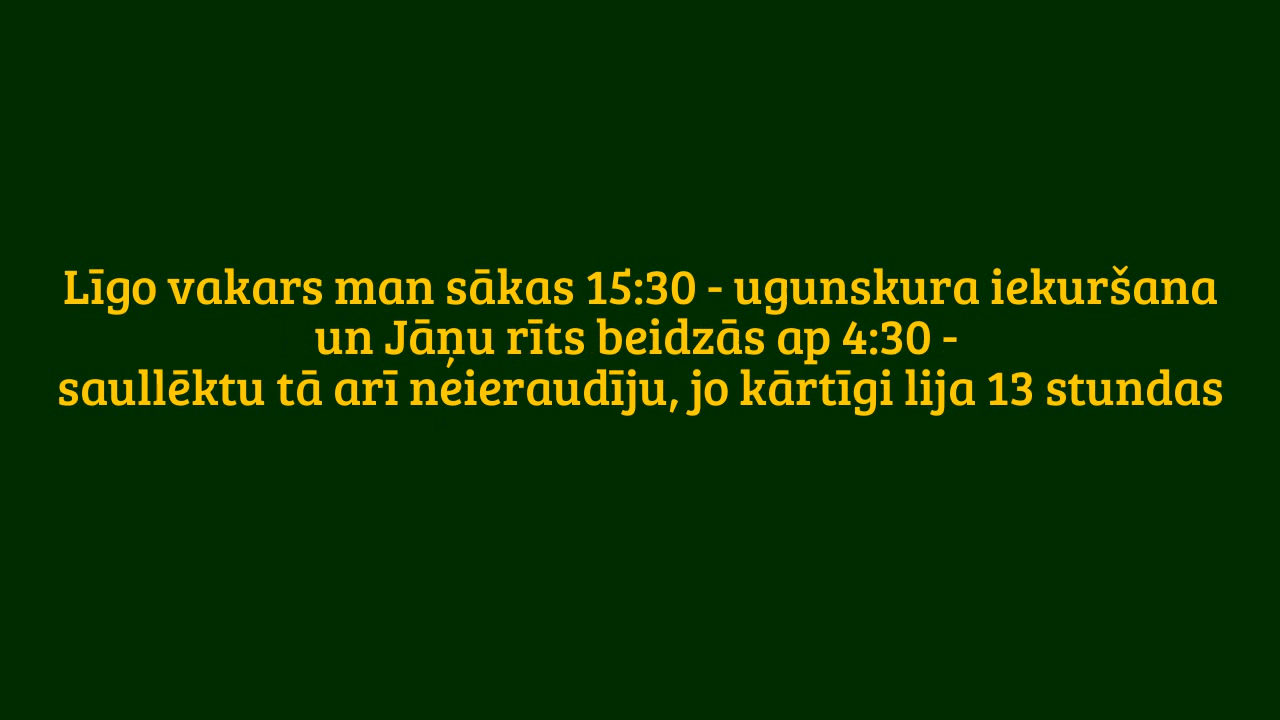 Līgo vakars man sākas 15:30 - ugunskura iekuršana
un Jāņu rīts beidzās ap 4:30 -
saullēktu tā arī neieraudīju, jo kārtīgi lija 13 stundas